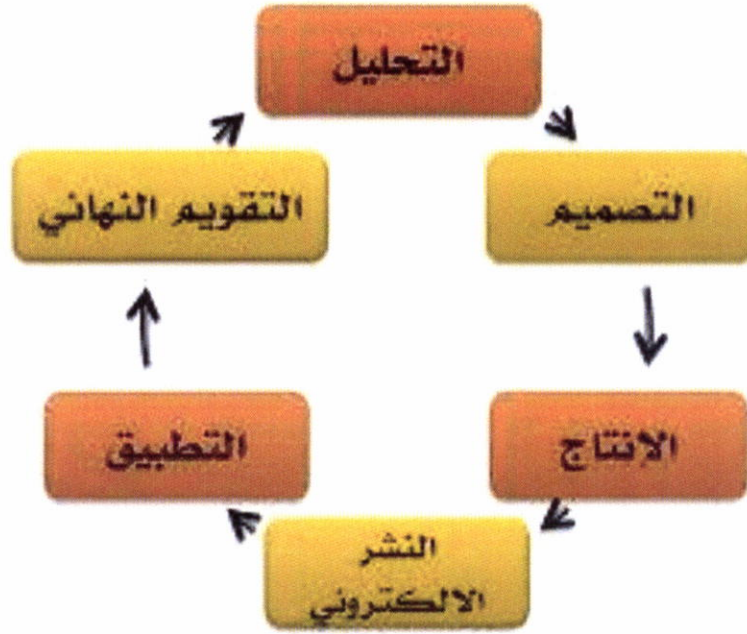 التحليل
التصميم
الانتاج
النشر
الالكتروني
التطبيق
التقويم النهائي